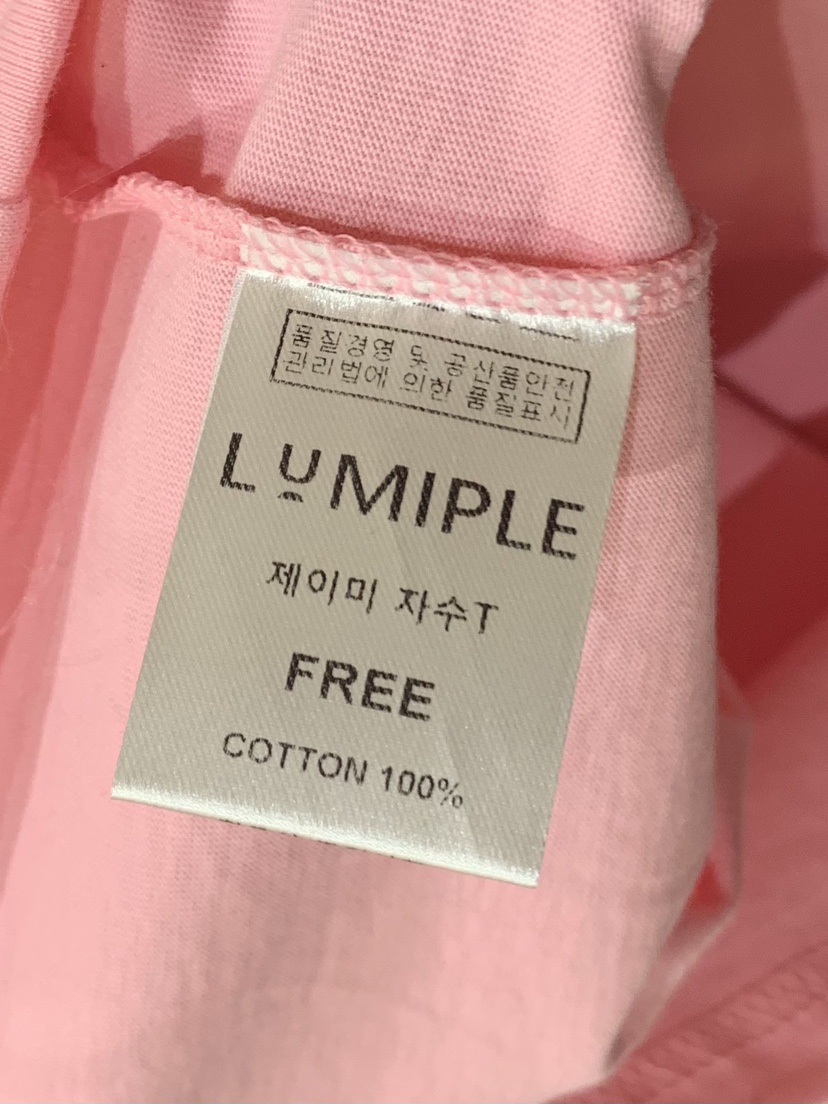 품질경영 및 공산품안전
관리법에 의한 품질표시
LUMIPLE
제이미 자수T
FREE
COTTON 100%